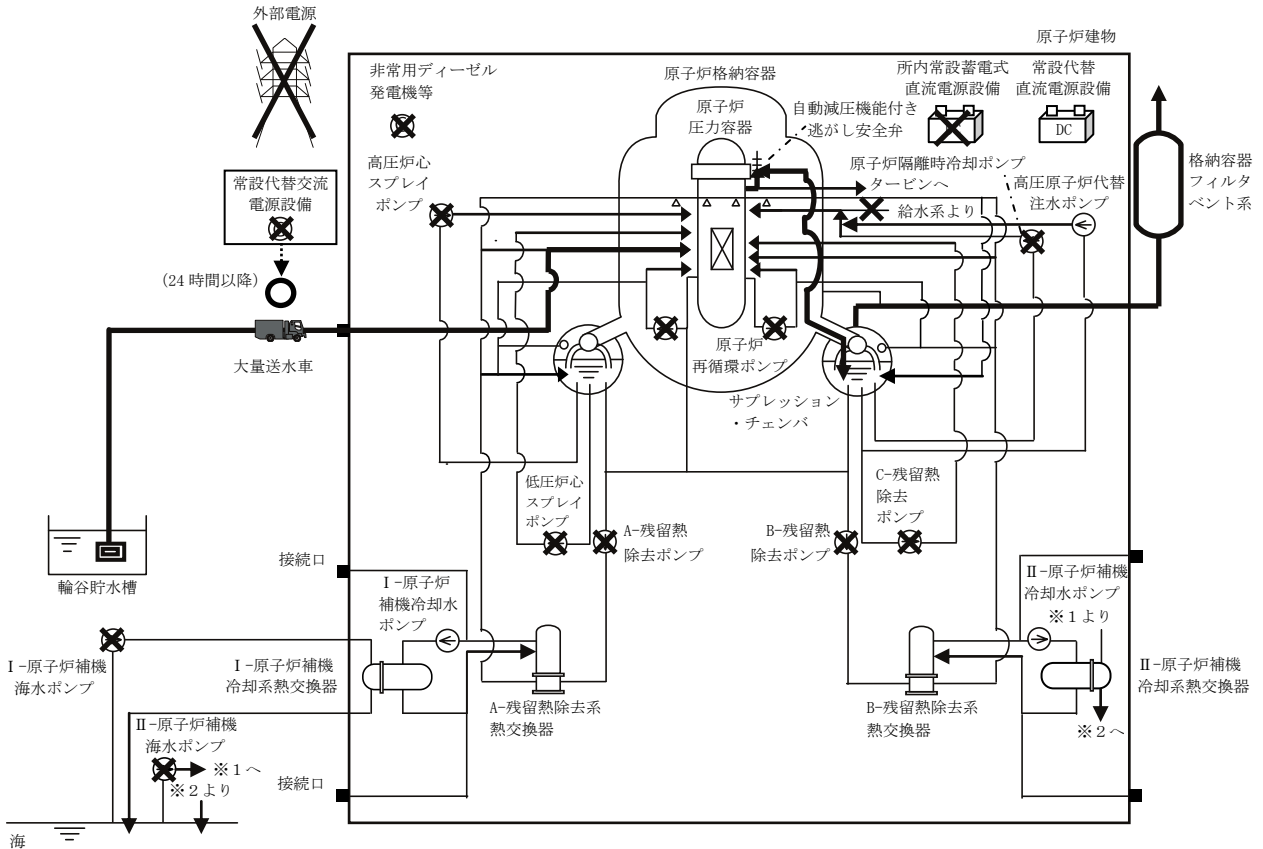 外部電源
原子炉建物
非常用ディーゼル
発電機等
原子炉格納容器
所内常設蓄電式
直流電源設備
常設代替
直流電源設備
DC
原子炉
圧力容器
自動減圧機能付き
逃がし安全弁
高圧炉心
スプレイ
ポンプ
原子炉隔離時冷却ポンプ
タービンへ
高圧原子炉代替
注水ポンプ
給水系より
格納容器
フィルタ
ベント系
常設代替交流
電源設備
(24時間以降)
大量送水車
原子炉
再循環ポンプ
サプレッション
・チェンバ
低圧炉心
スプレイ
ポンプ
A-残留熱
除去ポンプ
B-残留熱
除去ポンプ
C-残留熱
除去
ポンプ
輪谷貯水槽
接続口
Ⅰ-原子炉
補機冷却水
ポンプ
Ⅱ-原子炉補機
冷却水ポンプ
※1より
Ⅰ-原子炉補機
海水ポンプ
Ⅰ-原子炉補機
冷却系熱交換器
Ⅱ-原子炉補機
冷却系熱交換器
A-残留熱除去系
熱交換器
B-残留熱除去系
熱交換器
※2へ
Ⅱ-原子炉補機
海水ポンプ
※1へ
※2より
接続口
海